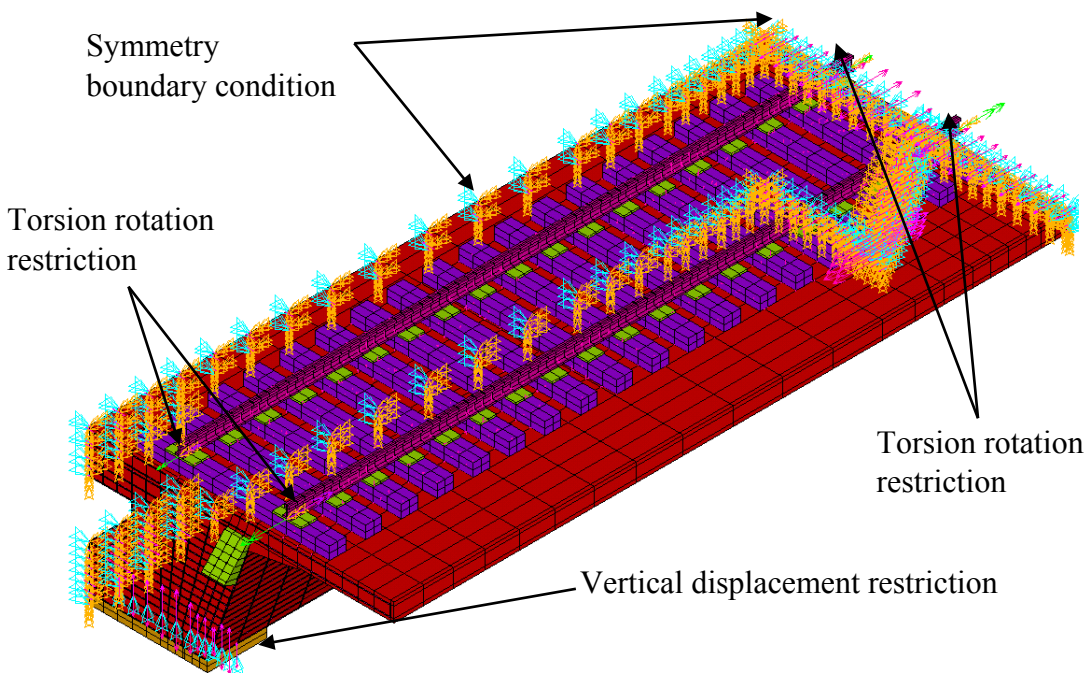 Symmetry
boundary condition
Torsion rotation
restriction
Torsion rotation
restriction
Vertical displacement restriction